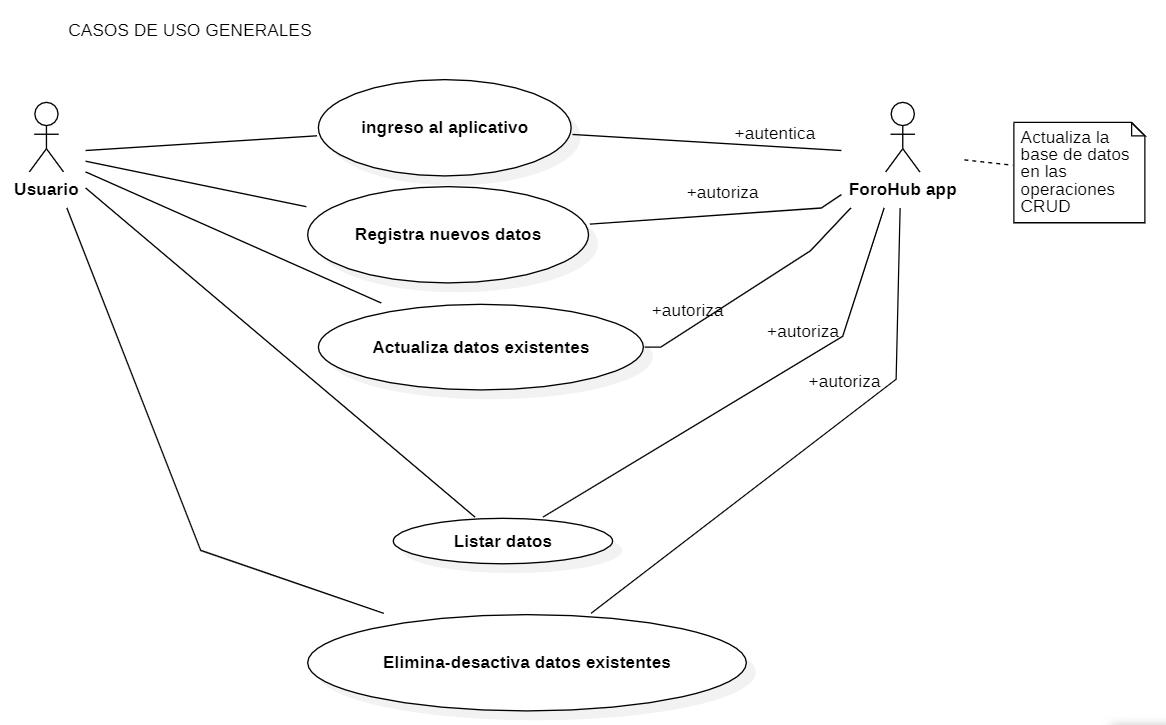 CASOS DE USO GENERALES
ingreso al aplicativo
+autentica
Actualiza la
base de datos
en las
operaciones
CRUD
Usuario
ForoHub app
+autoriza
Registra nuevos datos
+autoriza
Actualiza datos existentes
+autoriza
+autoriza
Listar datos
Elimina-desactiva datos existentes